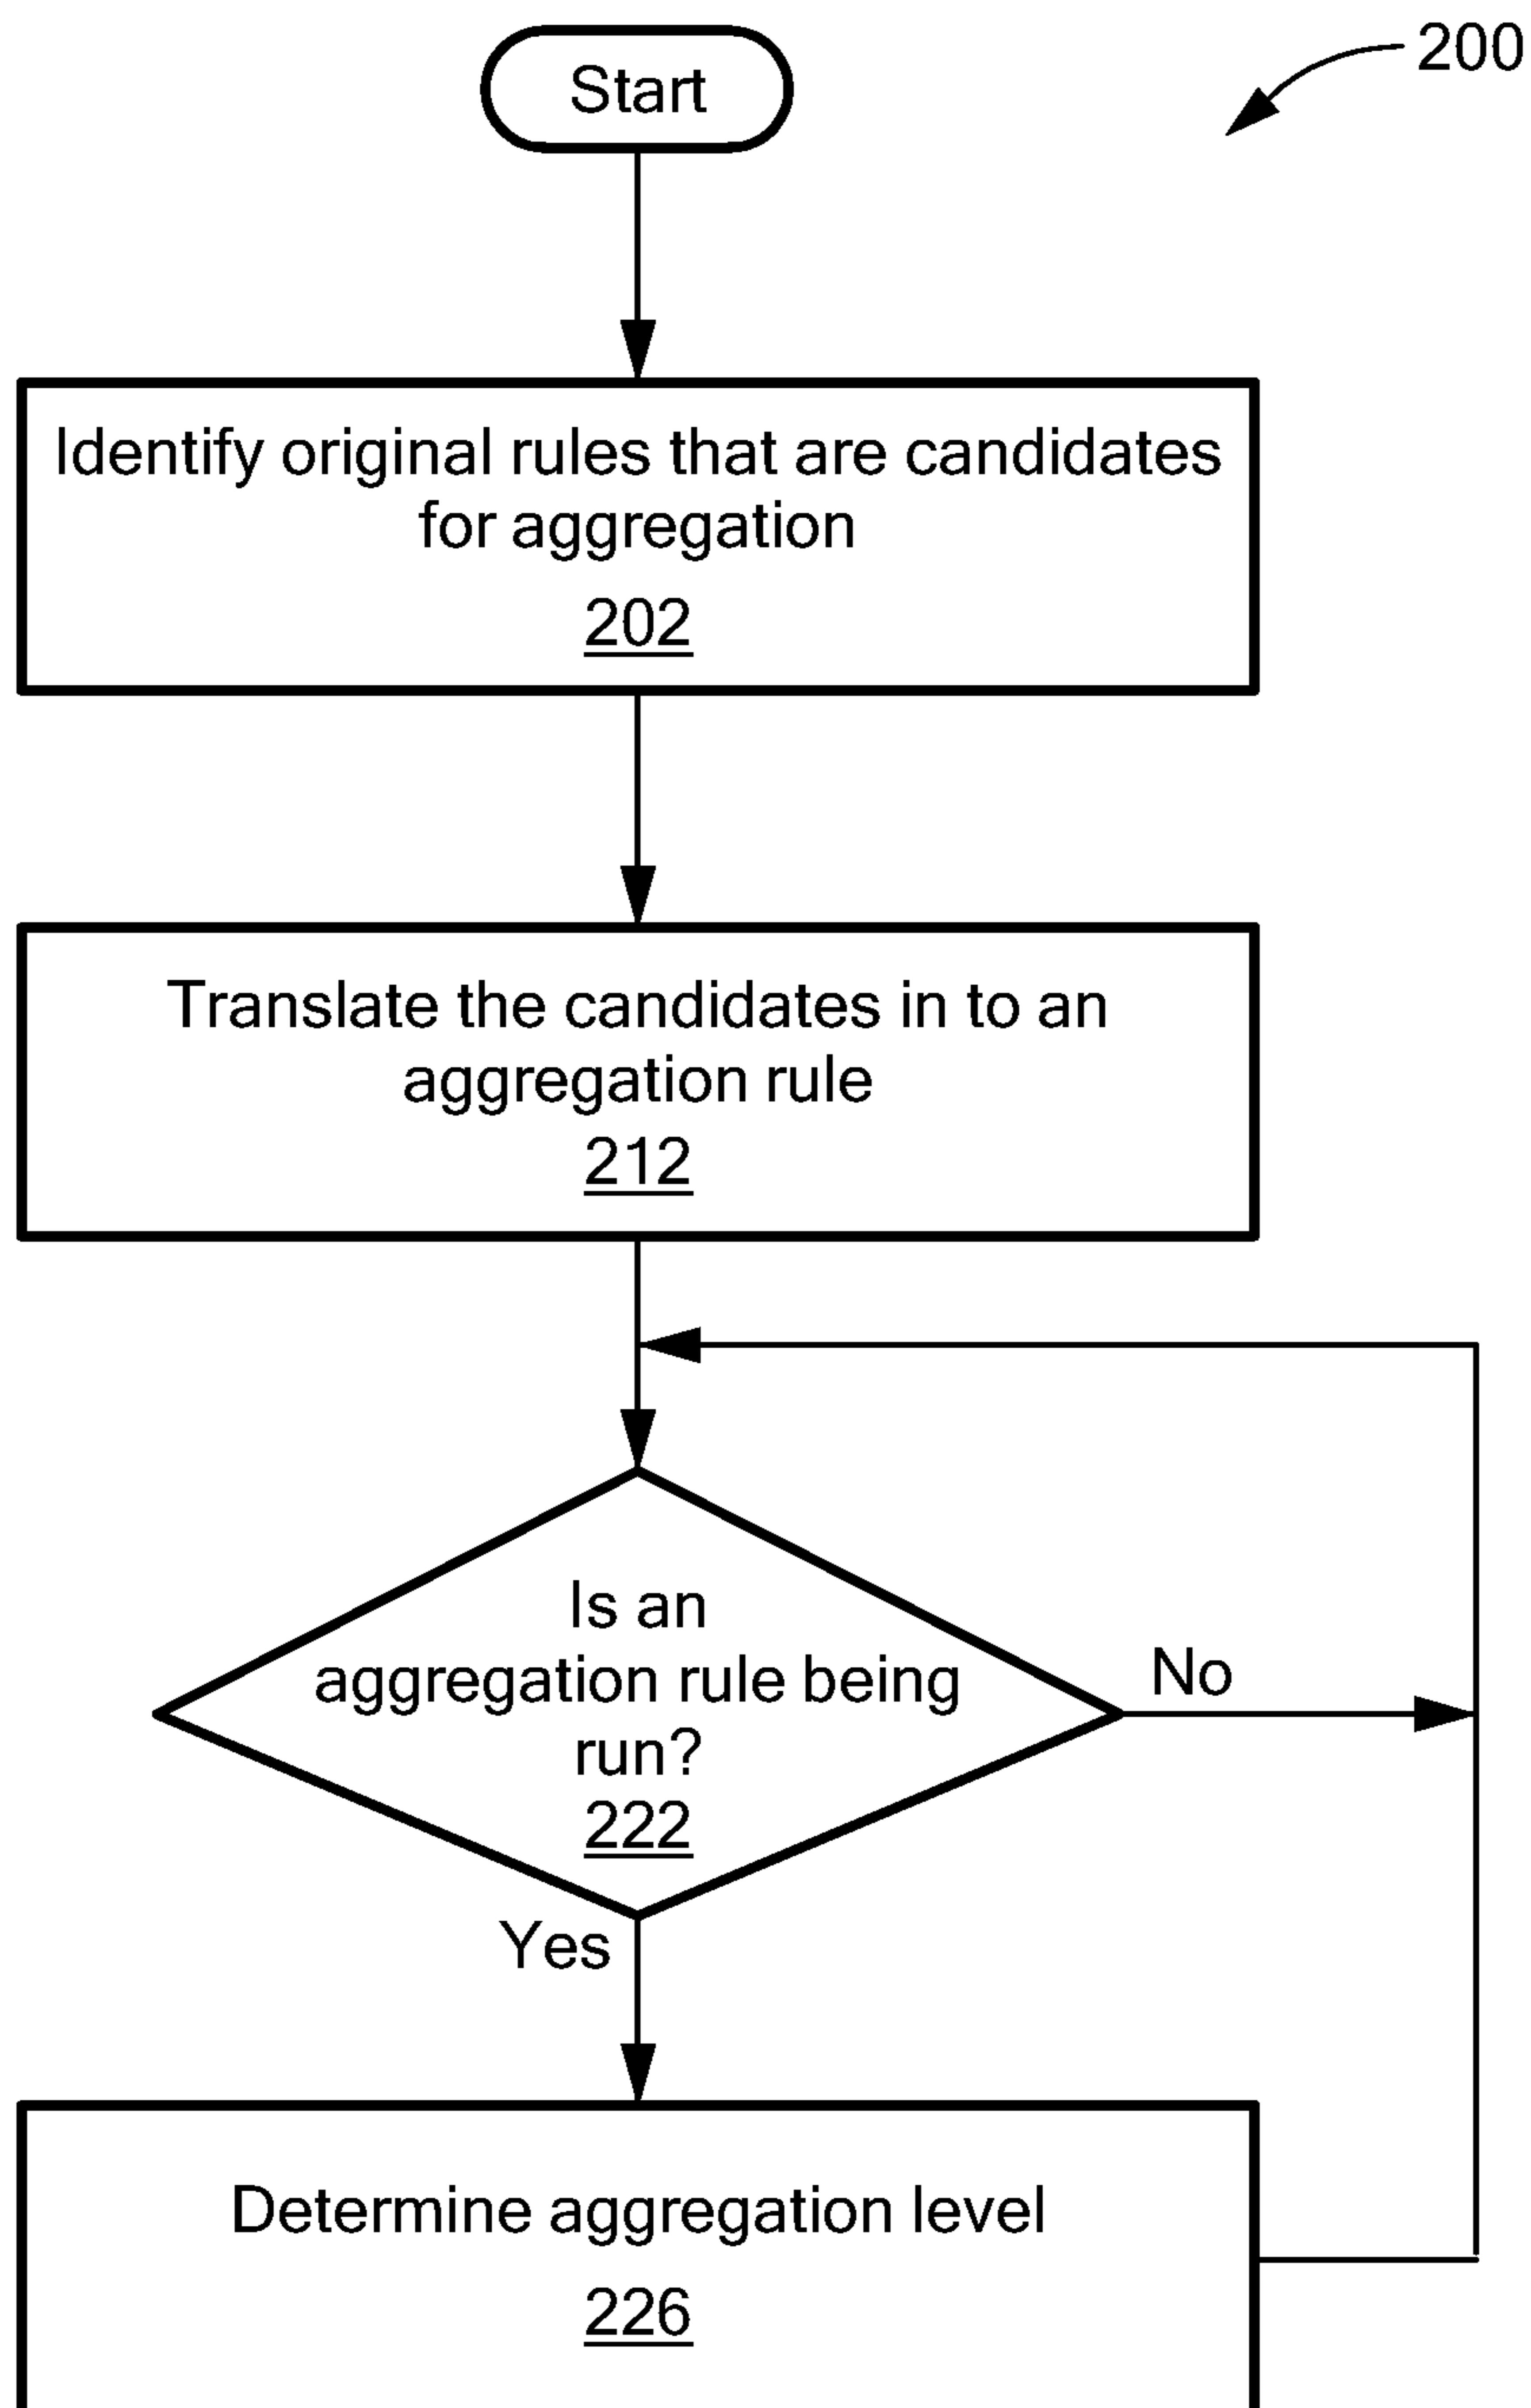 Start
200
Identify original rules that are candidates
for aggregation
202
Translate the candidates in to an
aggregation rule
212
Is an
aggregation rule being
run?
222
No
Yes
Determine aggregation level
226